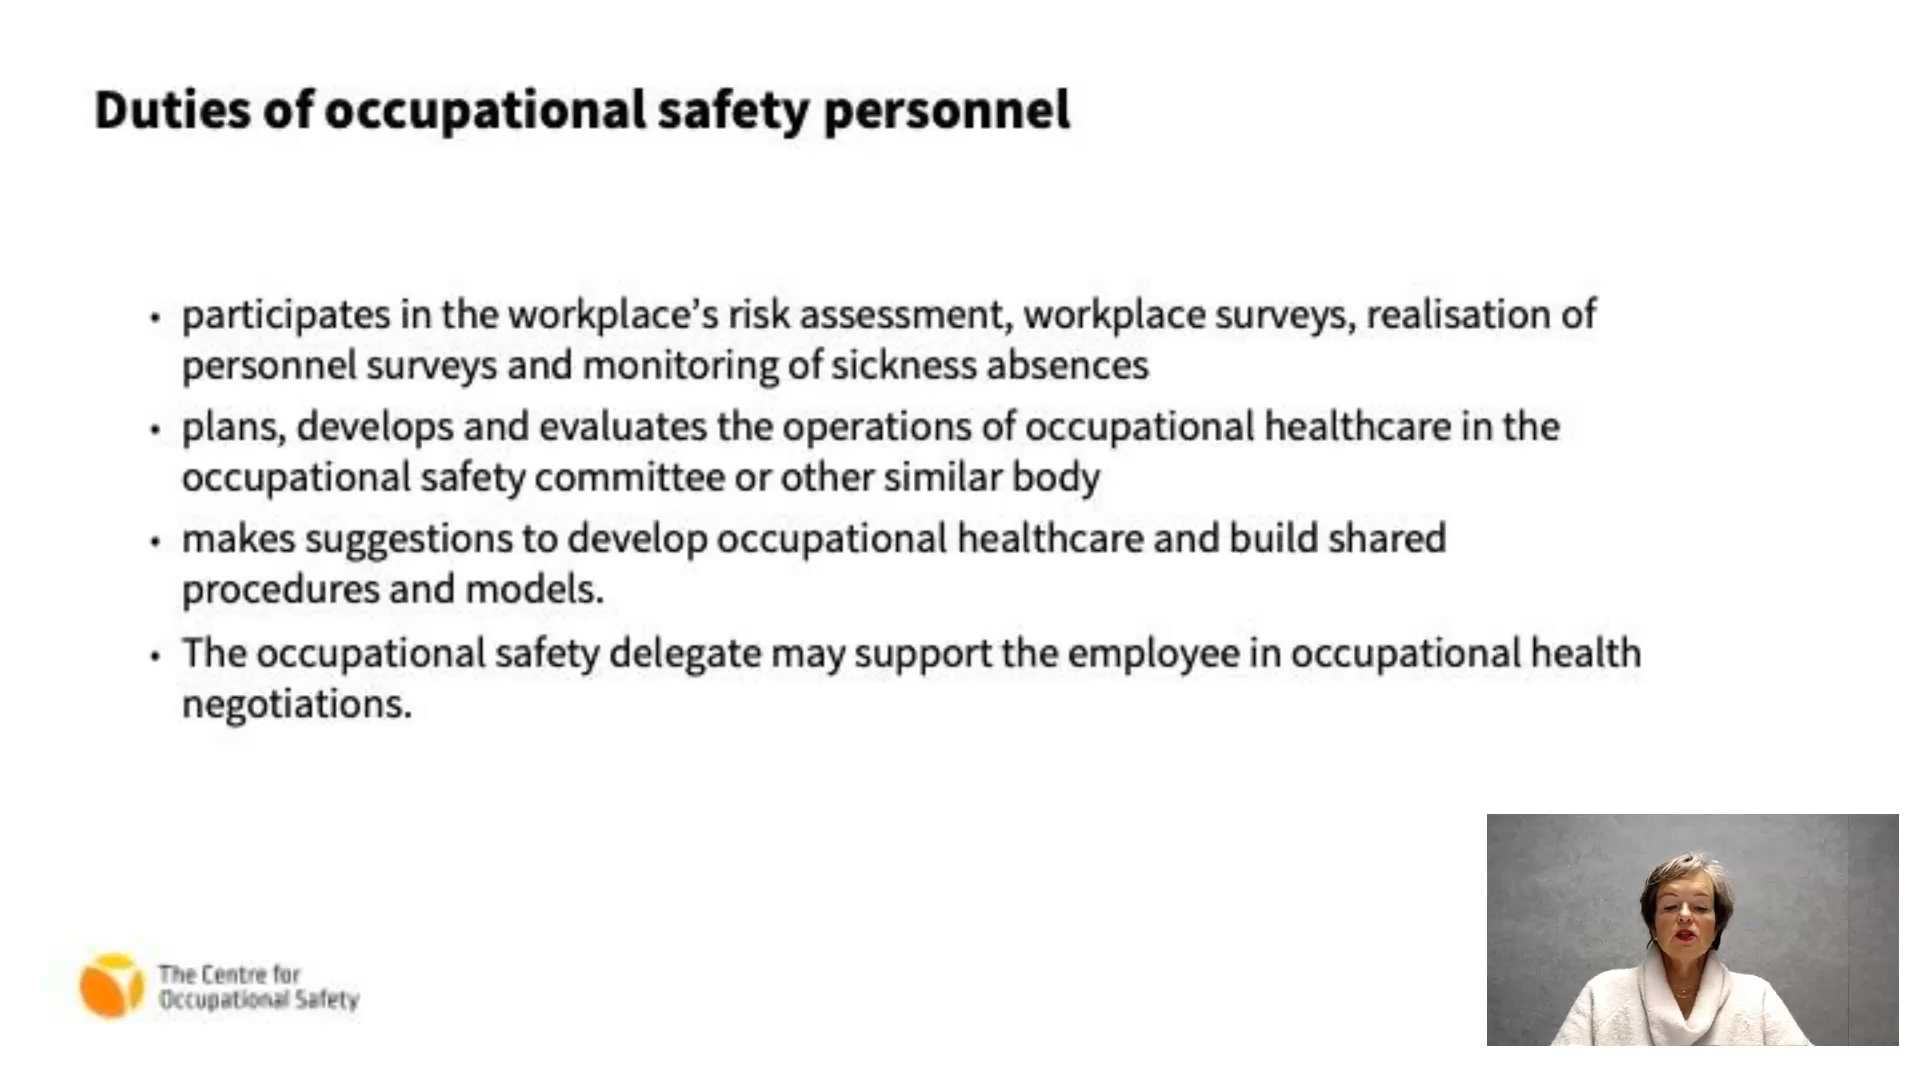 Duties of occupational safety personnel
• participates in the workplace’s risk assessment, workplace surveys, realisation of
personnel surveys and monitoring of sickness absences
• plans, develops and evaluates the operations of occupational healthcare in the
occupational safety committee or other similar body
• makes suggestions to develop occupational healthcare and build shared
procedures and models.
• The occupational safety delegate may support the employee in occupational health
negotiations.
The Centre for
Occupational Safety